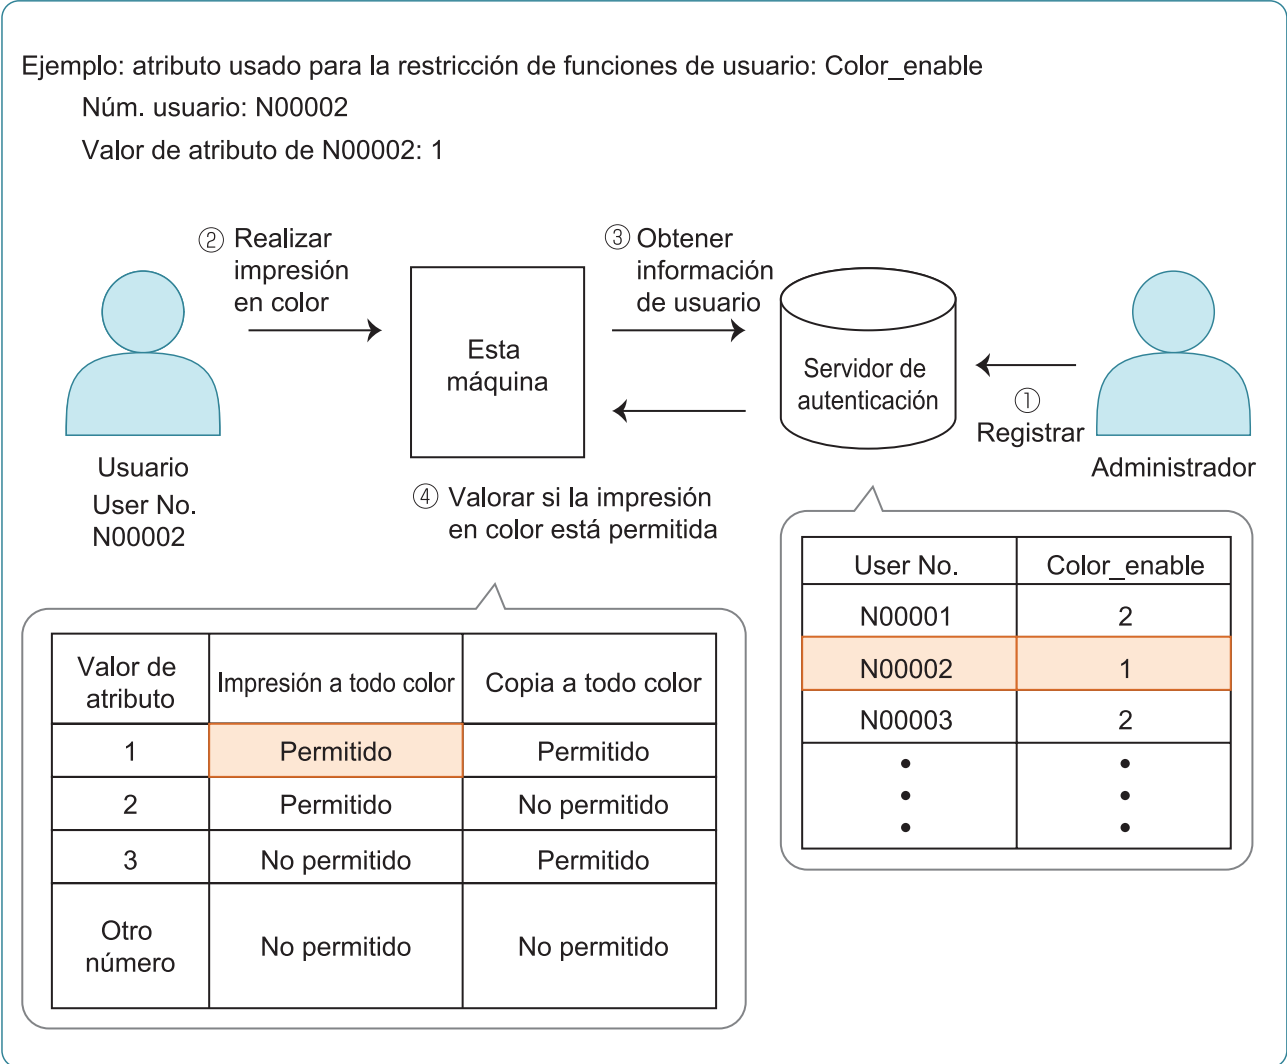 Ejemplo: atributo usado para la restricción de funciones de usuario: Color_enable
Núm. usuario: N00002
Valor de atributo de N00002: 1
② Realizar
impresión
en color
③ Obtener
información
de usuario
Esta
máquina
Servidor de
autenticación
①
Registrar
Usuario
User No.
N00002
Administrador
④ Valorar si la impresión
en color está permitida
User No. Color_enable
N00001 2
N00002 1
N00003 2
Valor de
atributo
Impresión a todo color
Copia a todo color
1 Permitido Permitido
2 Permitido No permitido
3 No permitido Permitido
Otro
número
No permitido No permitido